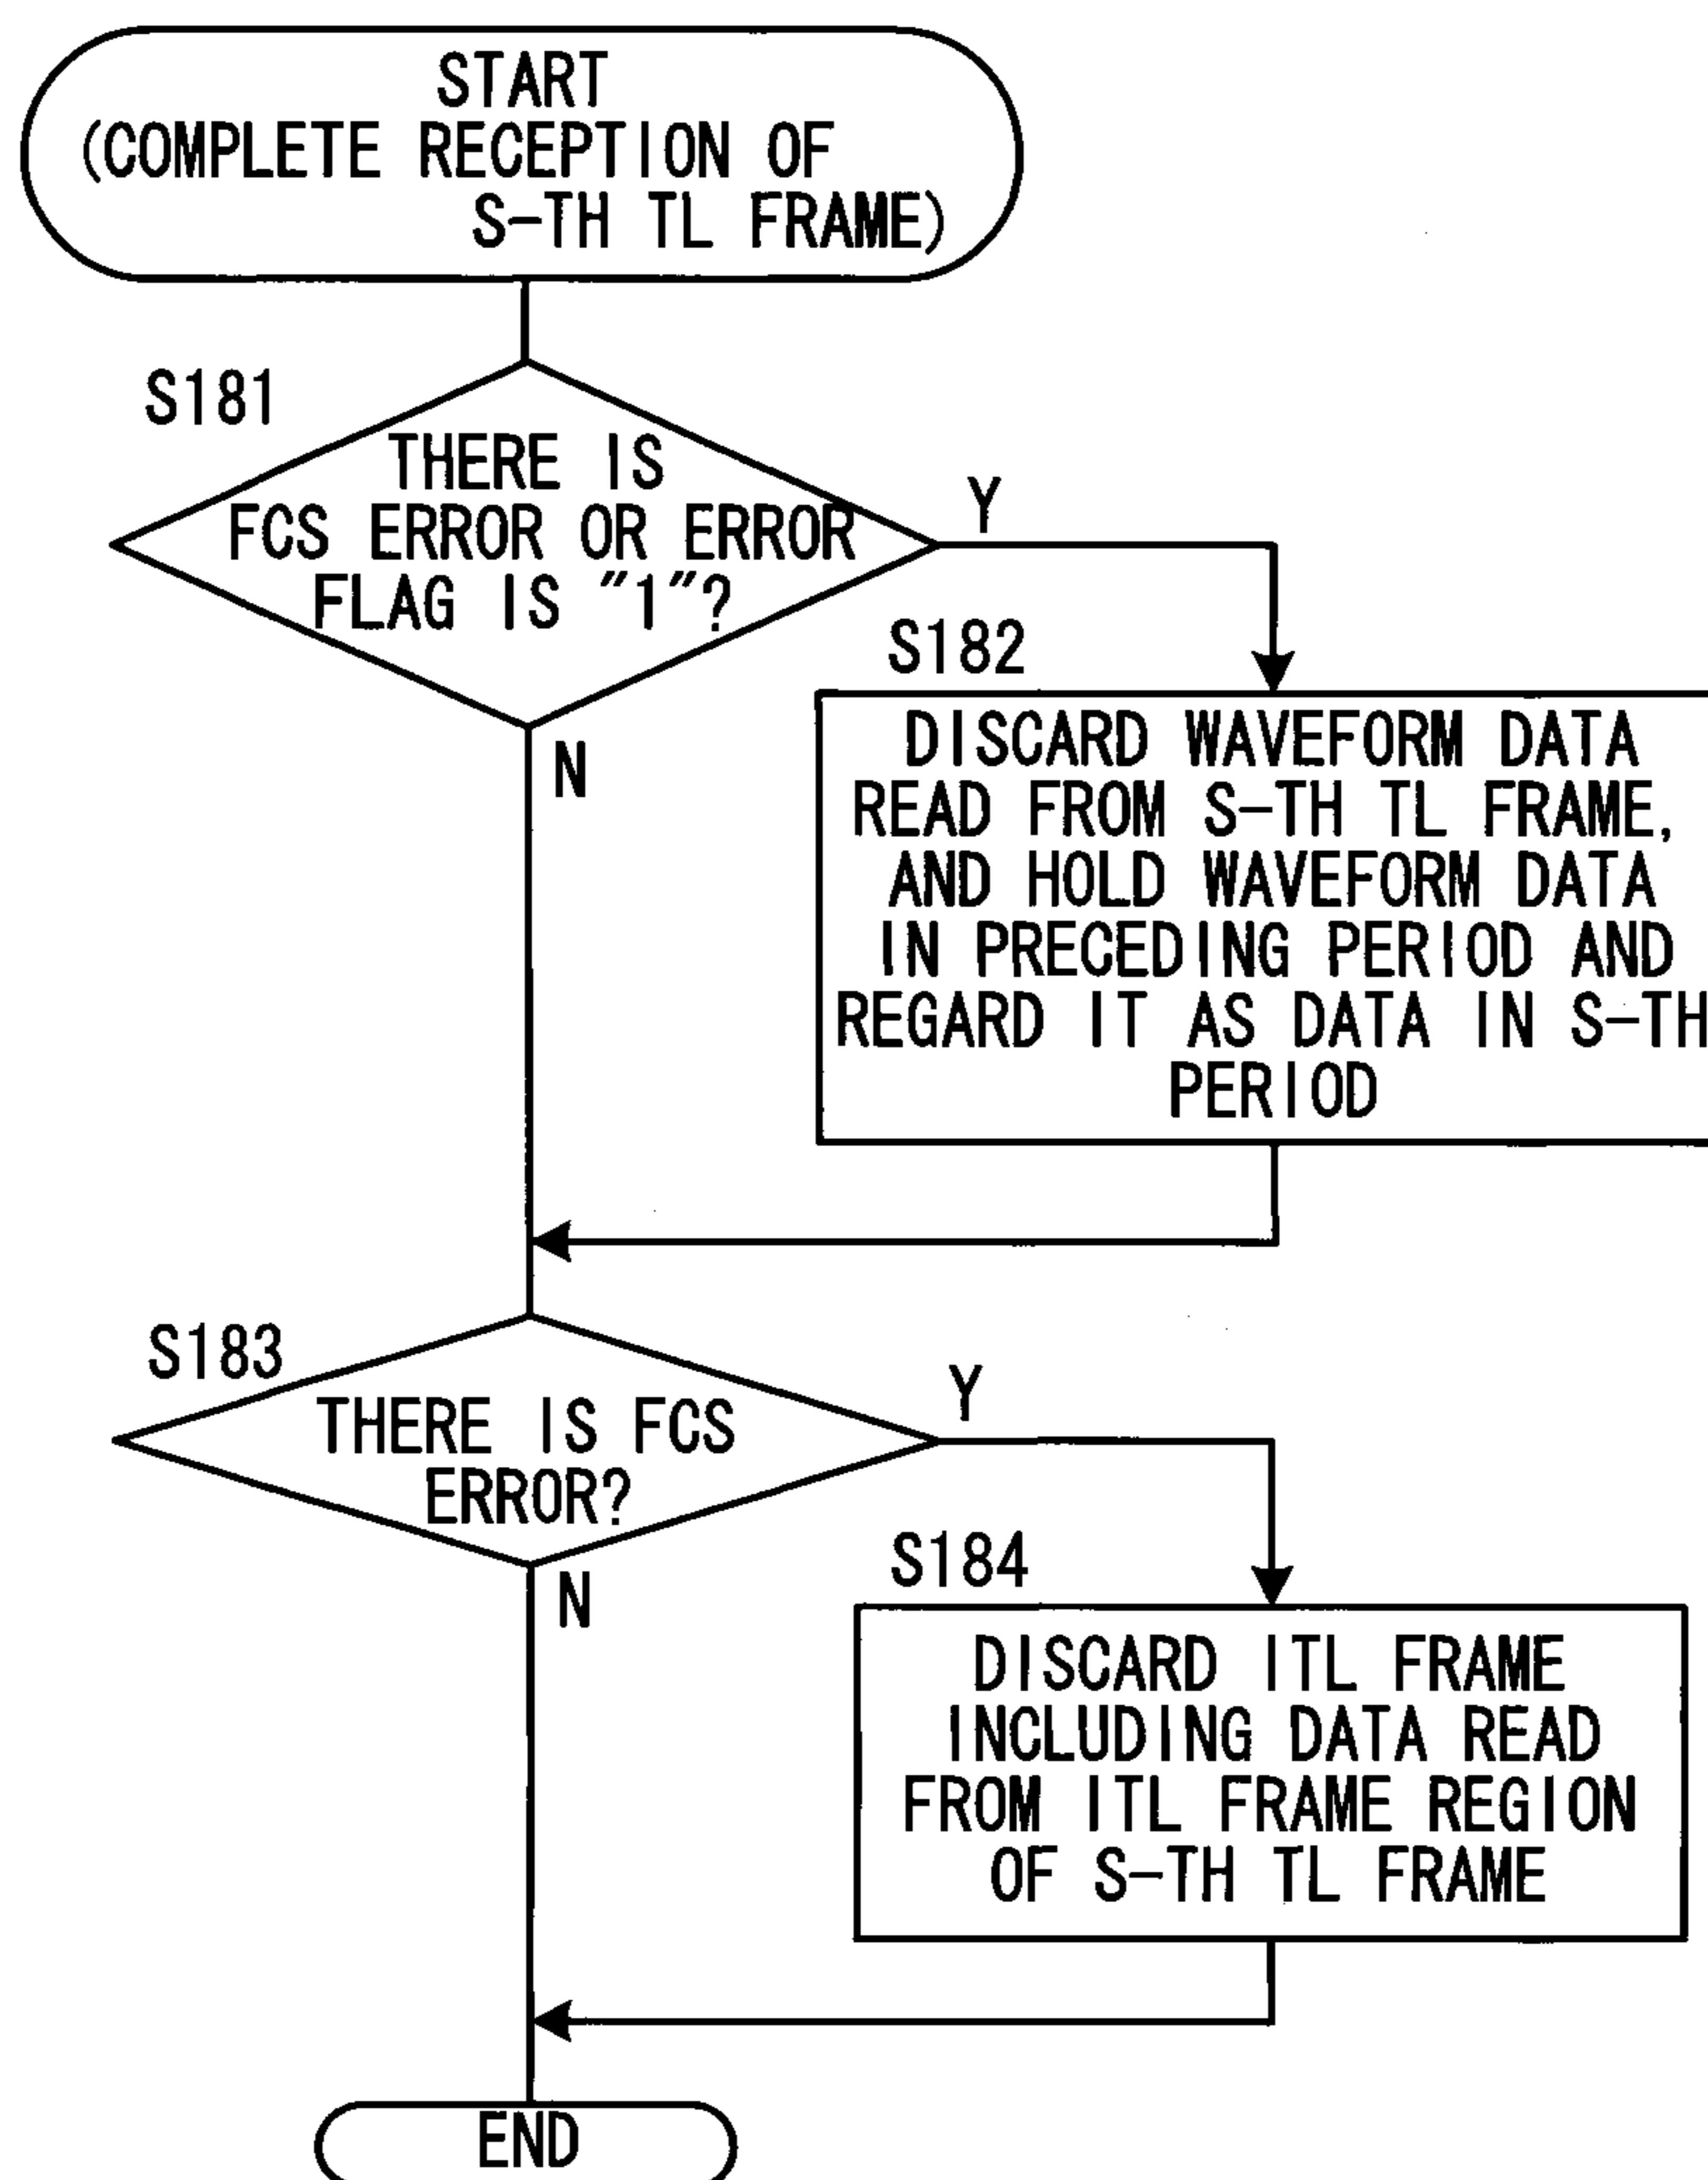 START
(COMPLETE RECEPTION OF
S-TH TL FRAME)
S181
THERE IS
FCS ERROR OR ERROR
FLAG IS "1"?
Y
N
S182
DISCARD WAVEFORM DATA
READ FROM S-TH TL FRAME,
AND HOLD WAVEFORM DATA
IN PRECEDING PERIOD AND
REGARD IT AS DATA IN S-TH
PERIOD
S183
THERE IS FCS
ERROR?
Y
N
S184
DISCARD ITL FRAME
INCLUDING DATA READ
FROM ITL FRAME REGION
OF S-TH TL FRAME
END